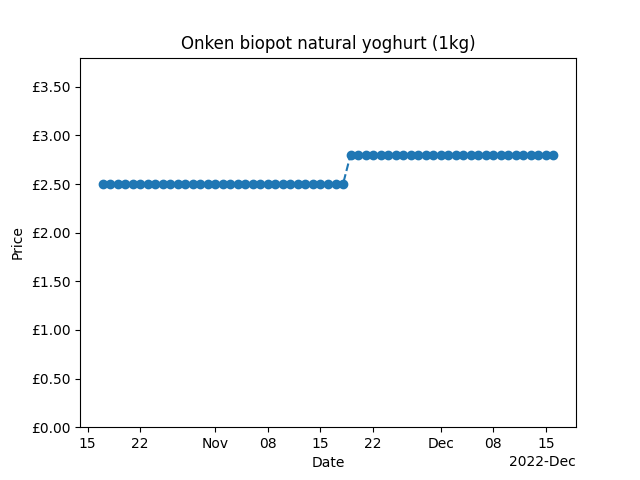 Onken biopot natural yoghurt (1kg)
£3.50
£3.00
£2.50
£2.00
£1.50
£1.00
£0.50
£0.00
Price
15 22 Nov 08 15 22 Dec 08 15
Date
2022-Dec